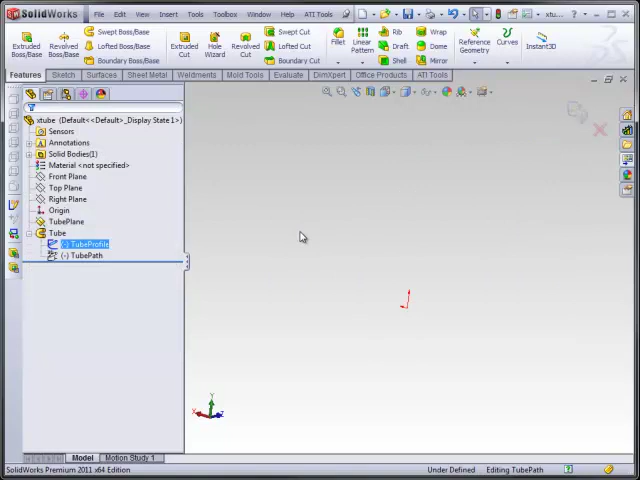 SolidWorks File Edit View Insert Tools Toolbox Window Help ATI Tools xtu...
Extruded Boss/Base Revolved Boss/Base Swept Boss/Base Lofted Boss/Base Boundary Boss/Base Extruded Cut Hole Wizard Revolved Cut Swept Cut Lofted Cut Boundary Cut Fillet Linear Pattern Rib Draft Shell Wrap Dome Mirror Reference Geometry Curves Instant3D
Features Sketch Surfaces Sheet Metal Weldments Mold Tools Evaluate DimXpert Office Products ATI Tools
xtube (Default<<Default>_Display State 1>)
Sensors
Annotations
Solid Bodies(1)
Material <not specified>
Front Plane
Top Plane
Right Plane
Origin
TubePlane
Tube
(-) TubeProfile
(-) TubePath
Y
X
Z
Model Motion Study 1
SolidWorks Premium 2011 x64 Edition Under Defined Editing TubePath